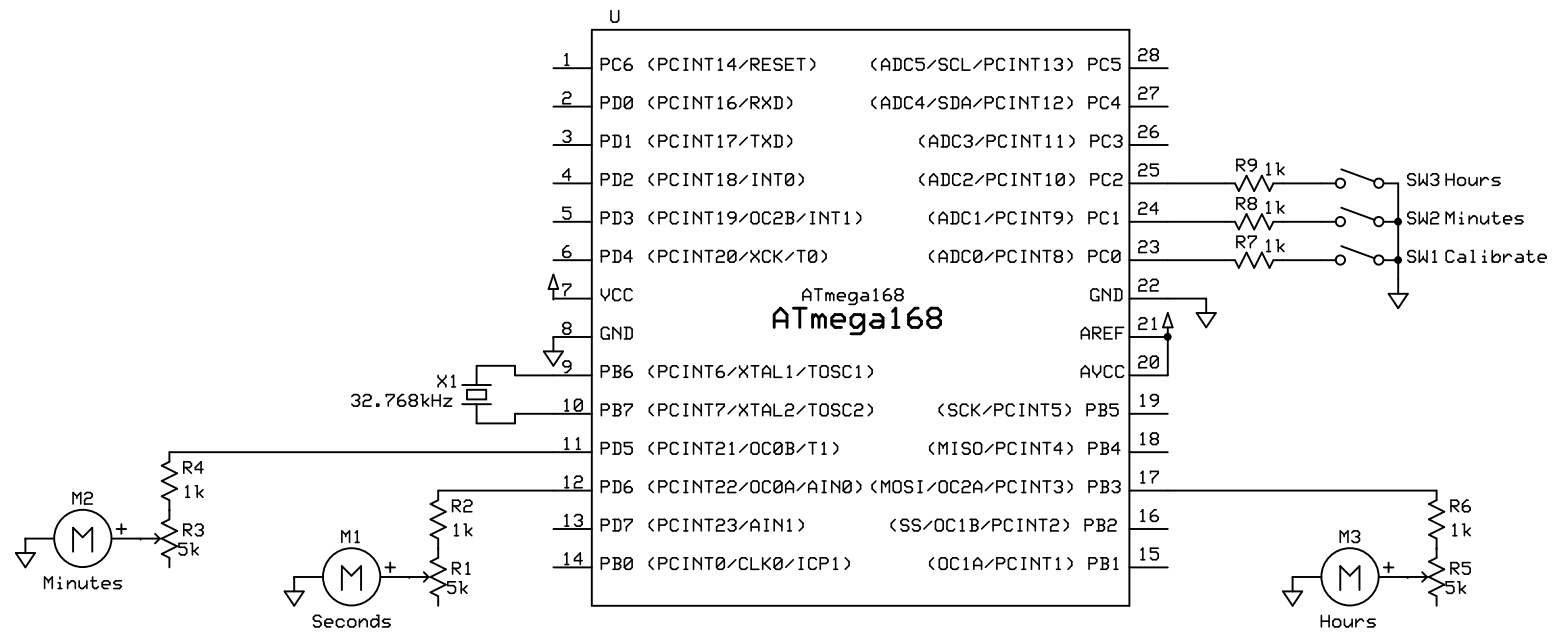 U
1 PC6 (PCINT14/RESET) (ADC5/SCL/PCINT13) PC5 28
2 PD0 (PCINT16/RXD) (ADC4/SDA/PCINT12) PC4 27
3 PD1 (PCINT17/TXD) (ADC3/PCINT11) PC3 26
4 PD2 (PCINT18/INT0) (ADC2/PCINT10) PC2 25 R9 1k SW3 Hours
5 PD3 (PCINT19/OC2B/INT1) (ADC1/PCINT9) PC1 24 R8 1k SW2 Minutes
6 PD4 (PCINT20/XCK/T0) (ADC0/PCINT8) PC0 23 R7 1k SW1 Calibrate
7 VCC ATmega168 GND 22
ATmega168
8 GND AREF 21
9 PB6 (PCINT6/XTAL1/TOSC1) AVCC 20
X1
32.768kHz
10 PB7 (PCINT7/XTAL2/TOSC2) (SCK/PCINT5) PB5 19
11 PD5 (PCINT21/OC0B/T1) (MISO/PCINT4) PB4 18
R4
1k
12 PD6 (PCINT22/OC0A/AIN0) (MOSI/OC2A/PCINT3) PB3 17
M2
M +
R3
5k
Minutes
R2
1k
R6
1k
13 PD7 (PCINT23/AIN1) (SS/OC1B/PCINT2) PB2 16
14 PB0 (PCINT0/CLK0/ICP1) (OC1A/PCINT1) PB1 15
M1
M +
R1
5k
Seconds
M3
M +
R5
5k
Hours